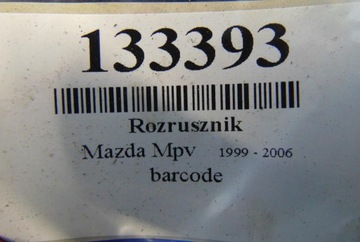 133393
Rozrusznik
Mazda Mpv 1999 - 2006
barcode